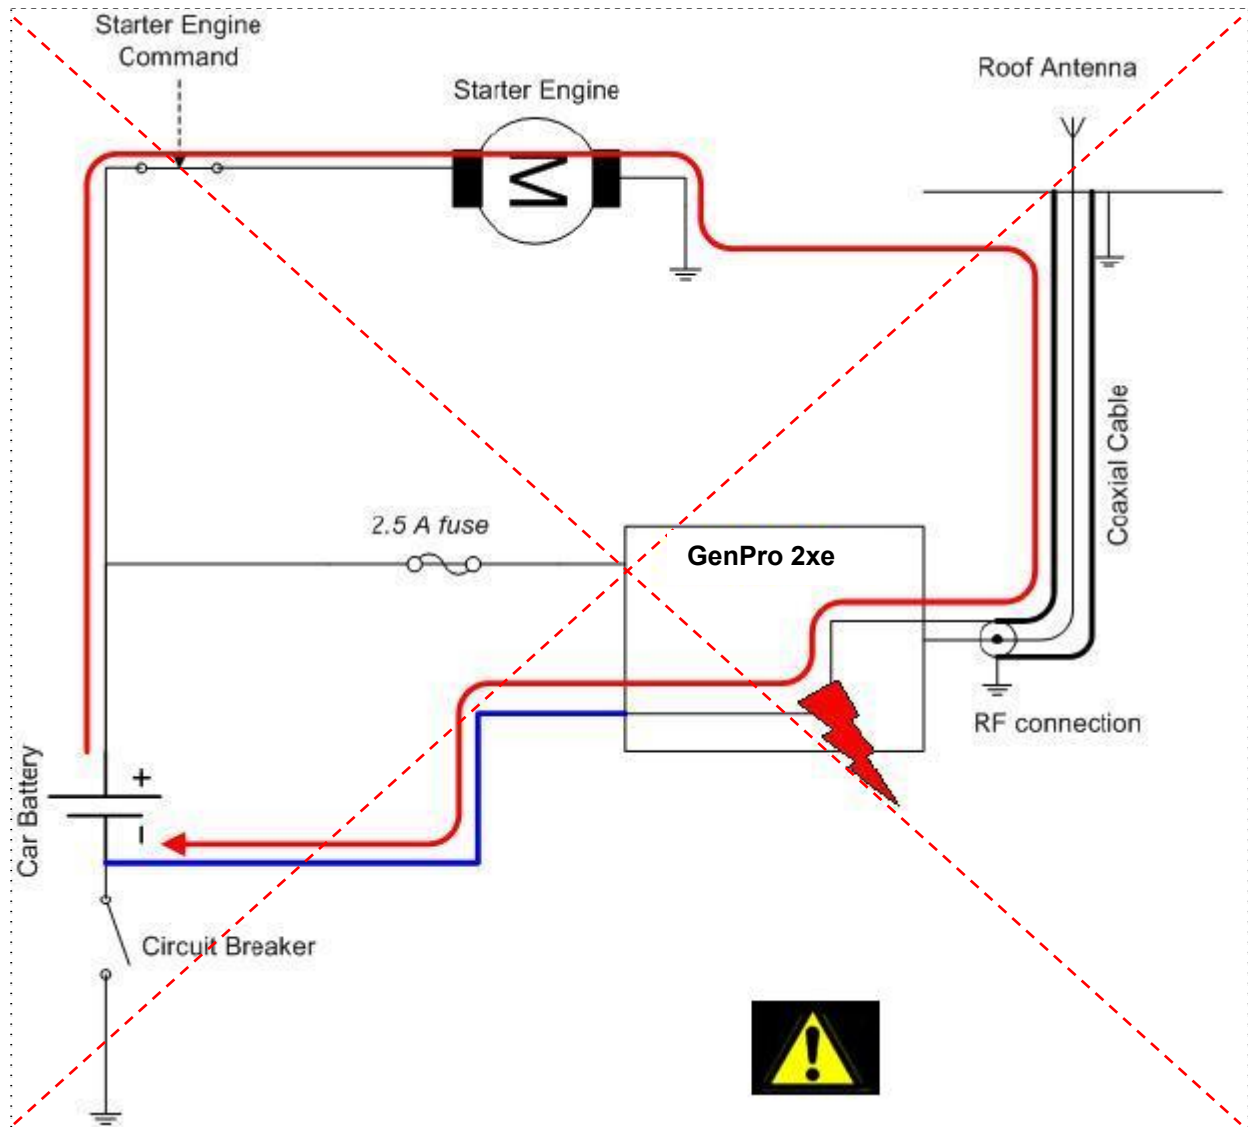 Starter Engine
Command
Starter Engine
Roof Antenna
M
Coaxial Cable
2.5 A fuse
GenPro 2xe
RF connection
Car Battery
+
–
Circuit Breaker
!